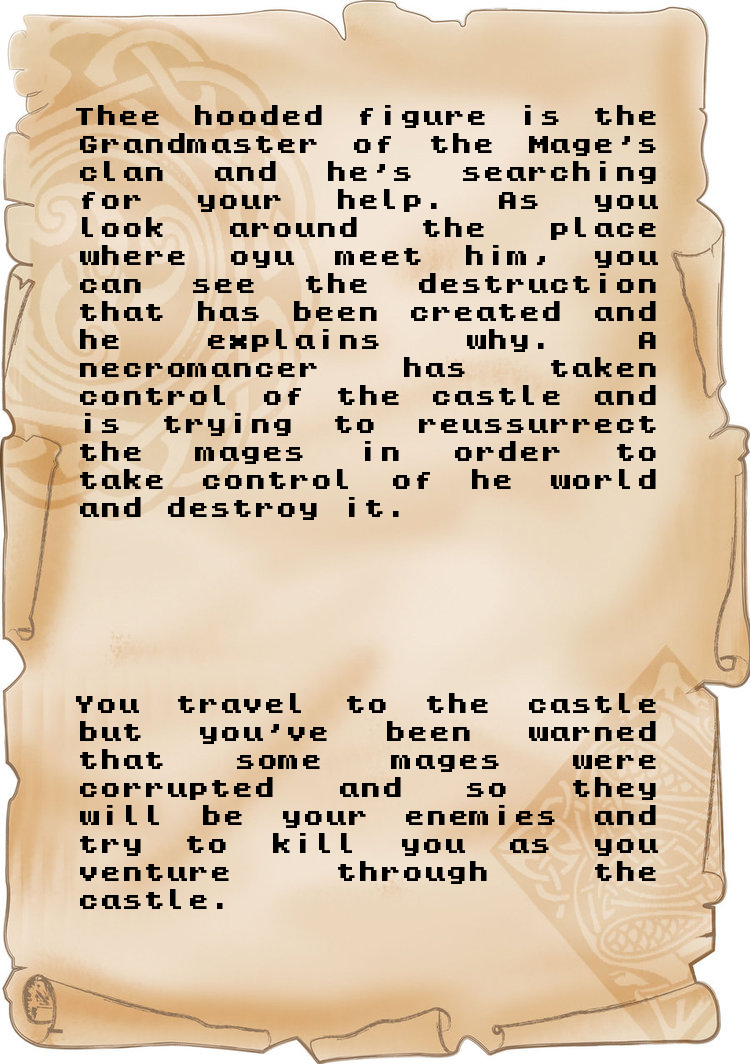 Thee hooded figure is the
Grandmaster of the Mage's
clan and he's searching
for your help. As you
look around the place
where oyu meet him, you
can see the destruction
that has been created and
he explains why. A
necromancer has taken
control of the castle and
is trying to reussurrect
the mages in order to
take control of he world
and destroy it.
You travel to the castle
but you've been warned
that some mages were
corrupted and so they
will be your enemies and
try to kill you as you
venture through the
castle.